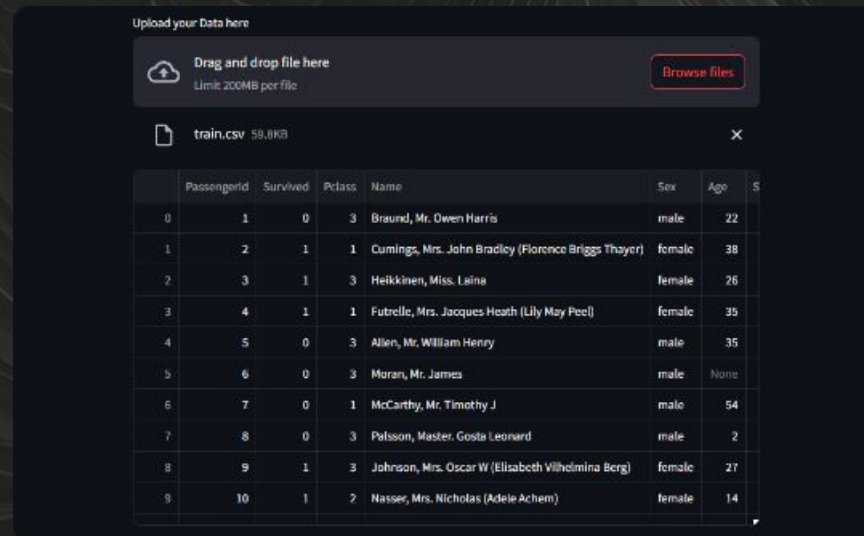 Upload your Data here
Drag and drop file here
Limit 200MB per file
Browse files
train.csv 59.8KB
PassengerId Survived Pclass Name Sex Age S
0 1 0 3 Braund, Mr. Owen Harris male 22
1 2 1 1 Cumings, Mrs. John Bradley (Florence Briggs Thayer) female 38
2 3 1 3 Heikkinen, Miss. Laina female 26
3 4 1 1 Futrelle, Mrs. Jacques Heath (Lily May Peel) female 35
4 5 0 3 Allen, Mr. William Henry male 35
5 6 0 3 Moran, Mr. James male None
6 7 0 1 McCarthy, Mr. Timothy J male 54
7 8 0 3 Palsson, Master. Gosta Leonard male 2
8 9 1 3 Johnson, Mrs. Oscar W (Elisabeth Vilhelmina Berg) female 27
9 10 1 2 Nasser, Mrs. Nicholas (Adele Achem) female 14